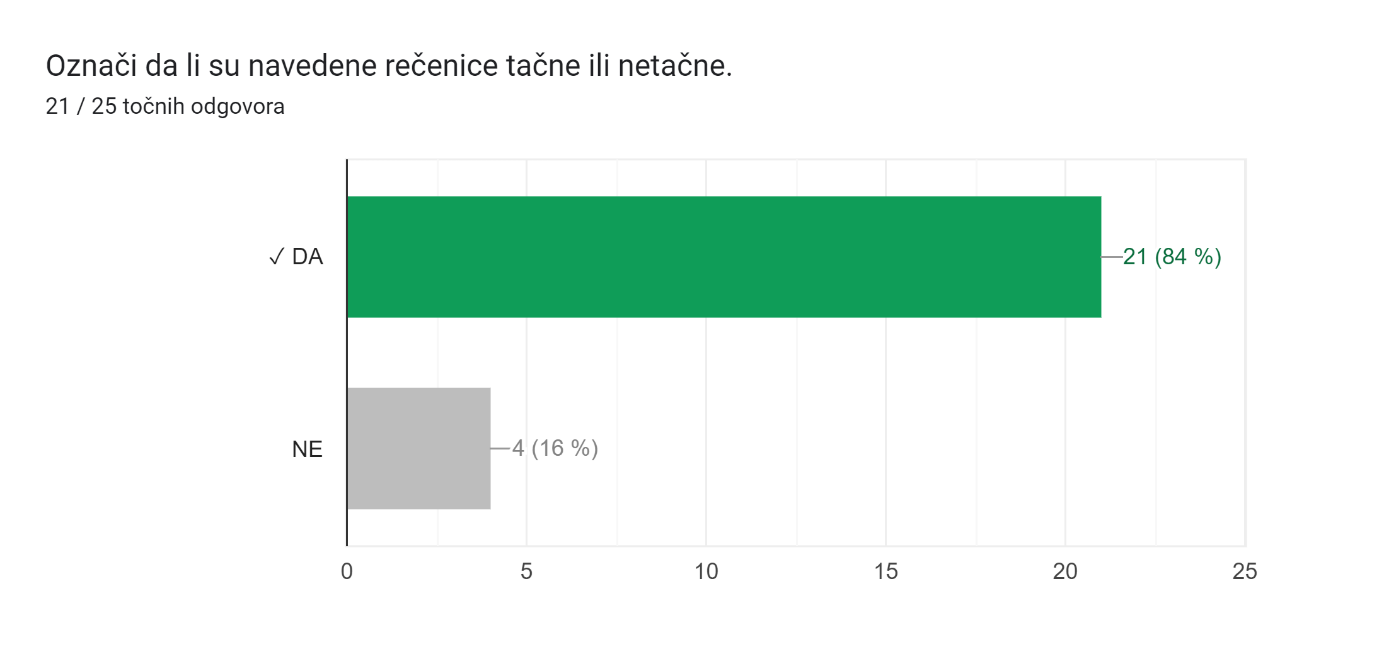 Označi da li su navedene rečenice tačne ili netačne.
21 / 25 točnih odgovora
✓ DA
21 (84 %)
NE
4 (16 %)
0 5 10 15 20 25